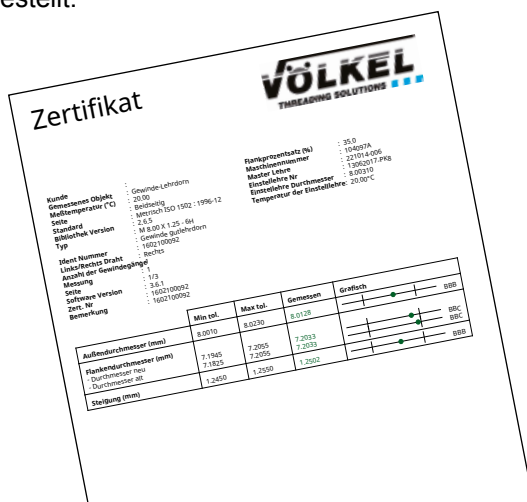 estellt.
VÖLKEL
THREADING SOLUTIONS
Zertifikat
Kunde :
Gemessenes Objekt : Gewinde-Lehrdorn
Meßtemperatur (°C) : 20.00
Seite : Beidseitig
Standard : Metrisch ISO 1502 : 1996-12
Bibliothek Version : 2.6.5
Typ : M 8.00 X 1.25 - 6H
: Gewinde gutlehrdorn
Ident Nummer : 1602100092
Links/Rechts Draht : Rechts
Anzahl der Gewindegänge : 1
Messung : 1
Seite : 1/3
Software Version : 3.6.1
Zert. Nr : 1602100092
Bemerkung : 1602100092
Flankprozentsatz (%) : 35.0
Maschinennummer : 104097A
Master Lehre : 221014-006
Einstellehre Nr : 13062017.PK8
Einstellehre Durchmesser : 8.00310
Temperatur der Einstelllehre: 20.00°C
Min tol. Max tol. Gemessen Gräfisch
Außendurchmesser (mm) 8.0010 8.0230 8.0128 BBB
Flankendurchmesser (mm)
- Durchmesser neu 7.1945 7.2055 7.2033 BBC
- Durchmesser alt 7.1825 7.2055 7.2033 BBC
Steigung (mm) 1.2450 1.2550 1.2502 BBB